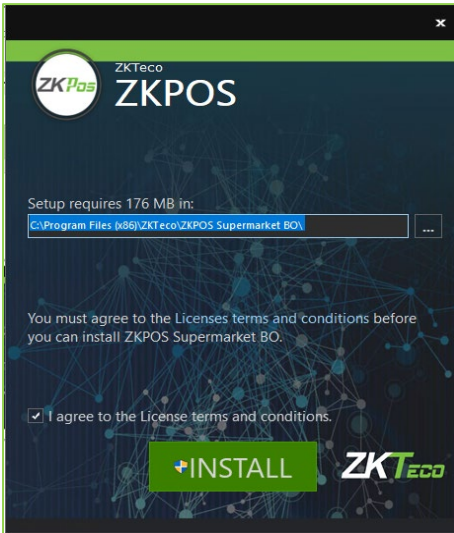 ×
ZKTeco
ZKPos
ZKPOS
Setup requires 176 MB in:
C:\Program Files (x86)\ZKTeco\ZKPOS Supermarket BO\
...
You must agree to the Licenses terms and conditions before
you can install ZKPOS Supermarket BO.
I agree to the License terms and conditions.
INSTALL
ZKTECO